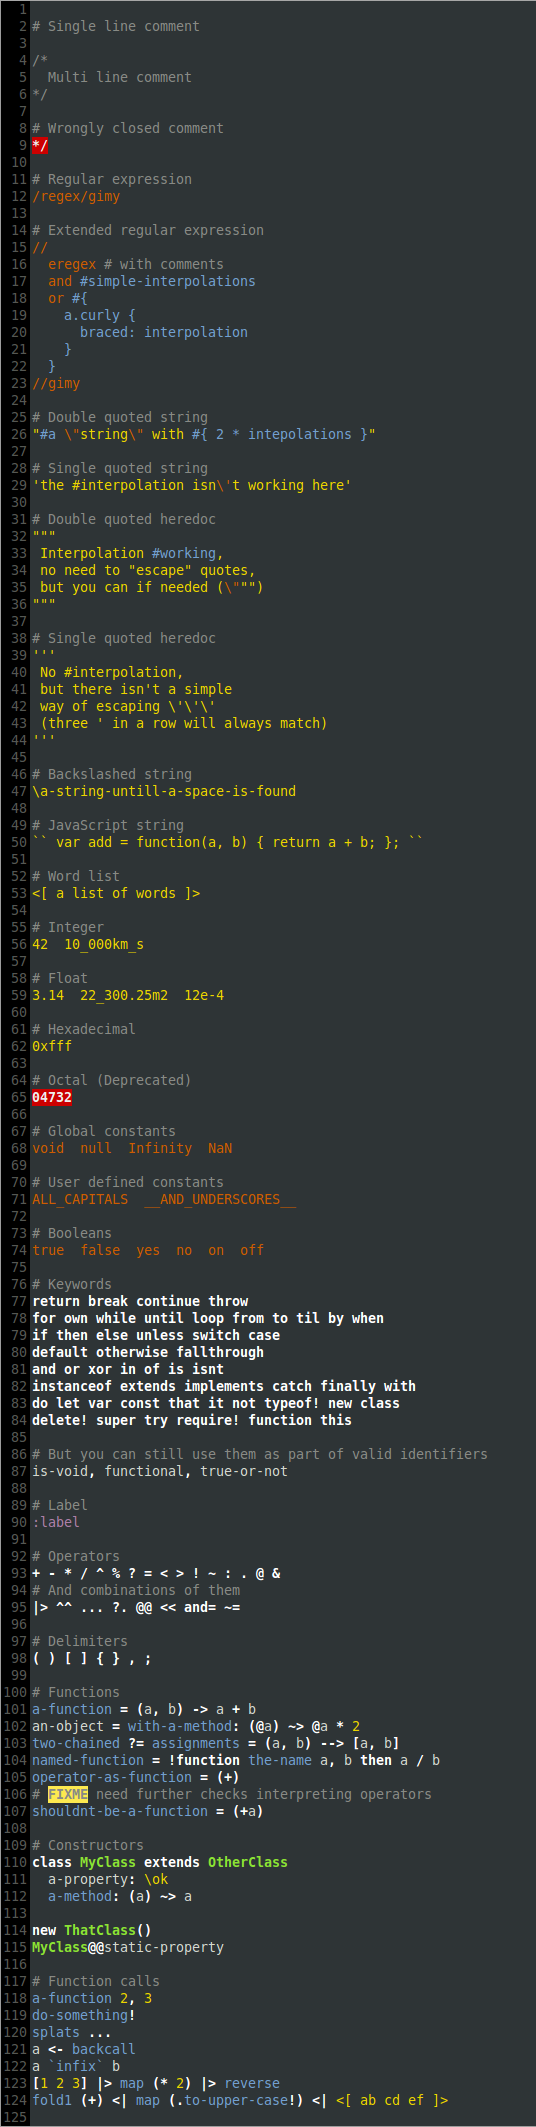 1
2 # Single line comment
3
4 /*
5   Multi line comment
6 */
7
8 # Wrongly closed comment
9 */
10
11 # Regular expression
12 /regex/gimy
13
14 # Extended regular expression
15 //
16   eregex # with comments
17   and #simple-interpolations
18   or #{
19     a.curly {
20       braced: interpolation
21     }
22   }
23 //gimy
24
25 # Double quoted string
26 "#a \"string\" with #{ 2 * intepolations }"
27
28 # Single quoted string
29 'the #interpolation isn\'t working here'
30
31 # Double quoted heredoc
32 """
33  Interpolation #working,
34  no need to "escape" quotes,
35  but you can if needed (\""")
36 """
37
38 # Single quoted heredoc
39 '''
40  No #interpolation,
41  but there isn't a simple
42  way of escaping \'\'\'
43  (three ' in a row will always match)
44 '''
45
46 # Backslashed string
47 \a-string-untill-a-space-is-found
48
49 # JavaScript string
50 `` var add = function(a, b) { return a + b; }; ``
51
52 # Word list
53 <[ a list of words ]>
54
55 # Integer
56 42  10_000km_s
57
58 # Float
59 3.14  22_300.25m2  12e-4
60
61 # Hexadecimal
62 0xfff
63
64 # Octal (Deprecated)
65 04732
66
67 # Global constants
68 void  null  Infinity  NaN
69
70 # User defined constants
71 ALL_CAPITALS  __AND_UNDERSCORES__
72
73 # Booleans
74 true  false  yes  no  on  off
75
76 # Keywords
77 return break continue throw
78 for own while until loop from to til by when
79 if then else unless switch case
80 default otherwise fallthrough
81 and or xor in of is isnt
82 instanceof extends implements catch finally with
83 do let var const that it not typeof! new class
84 delete! super try require! function this
85
86 # But you can still use them as part of valid identifiers
87 is-void, functional, true-or-not
88
89 # Label
90 :label
91
92 # Operators
93 + - * / ^ % ? = < > ! ~ : . @ &
94 # And combinations of them
95 |> ^^ ... ?. @@ << and= ~=
96
97 # Delimiters
98 ( ) [ ] { } , ;
99
100 # Functions
101 a-function = (a, b) -> a + b
102 an-object = with-a-method: (@a) ~> @a * 2
103 two-chained ?= assignments = (a, b) --> [a, b]
104 named-function = !function the-name a, b then a / b
105 operator-as-function = (+)
106 # FIXME need further checks interpreting operators
107 shouldnt-be-a-function = (+a)
108
109 # Constructors
110 class MyClass extends OtherClass
111   a-property: \ok
112   a-method: (a) ~> a
113
114 new ThatClass()
115 MyClass@@static-property
116
117 # Function calls
118 a-function 2, 3
119 do-something!
120 splats ...
121 a <- backcall
122 a `infix` b
123 [1 2 3] |> map (* 2) |> reverse
124 fold1 (+) <| map (.to-upper-case!) <| <[ ab cd ef ]>
125